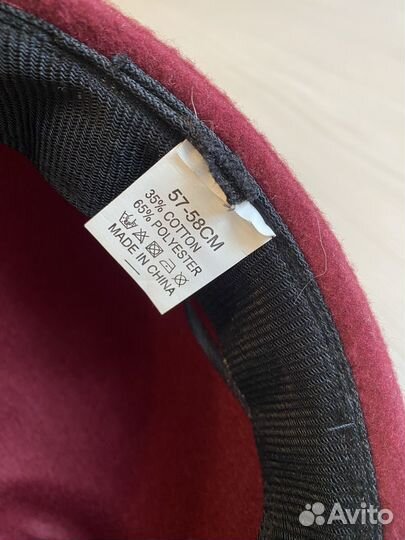 57-58CM
35% COTTON
65% POLYESTER
MADE IN CHINA
Avito